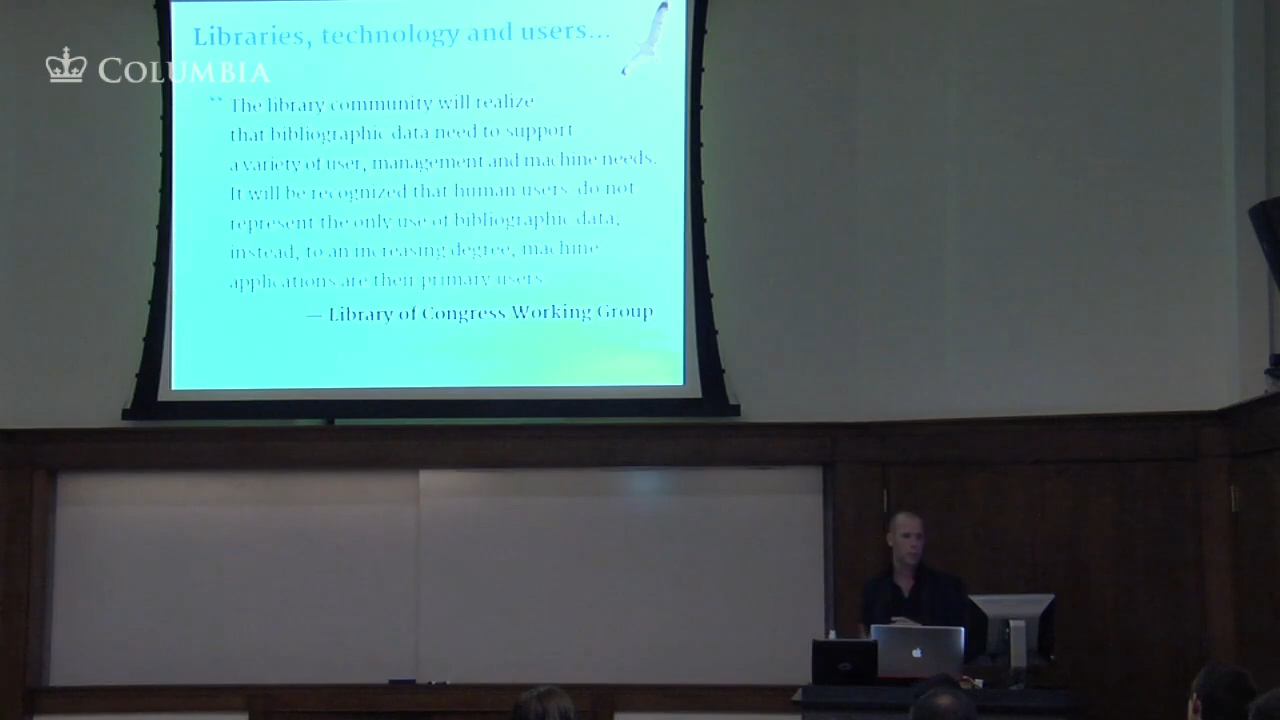 Libraries, technology and users...
COLUMBIA
“ The library community will realize
that bibliographic data need to support
a variety of user, management and machine needs.
It will be recognized that human users do not
represent the only use of bibliographic data,
instead, to an increasing degree, machine
applications are their primary users
— Library of Congress Working Group